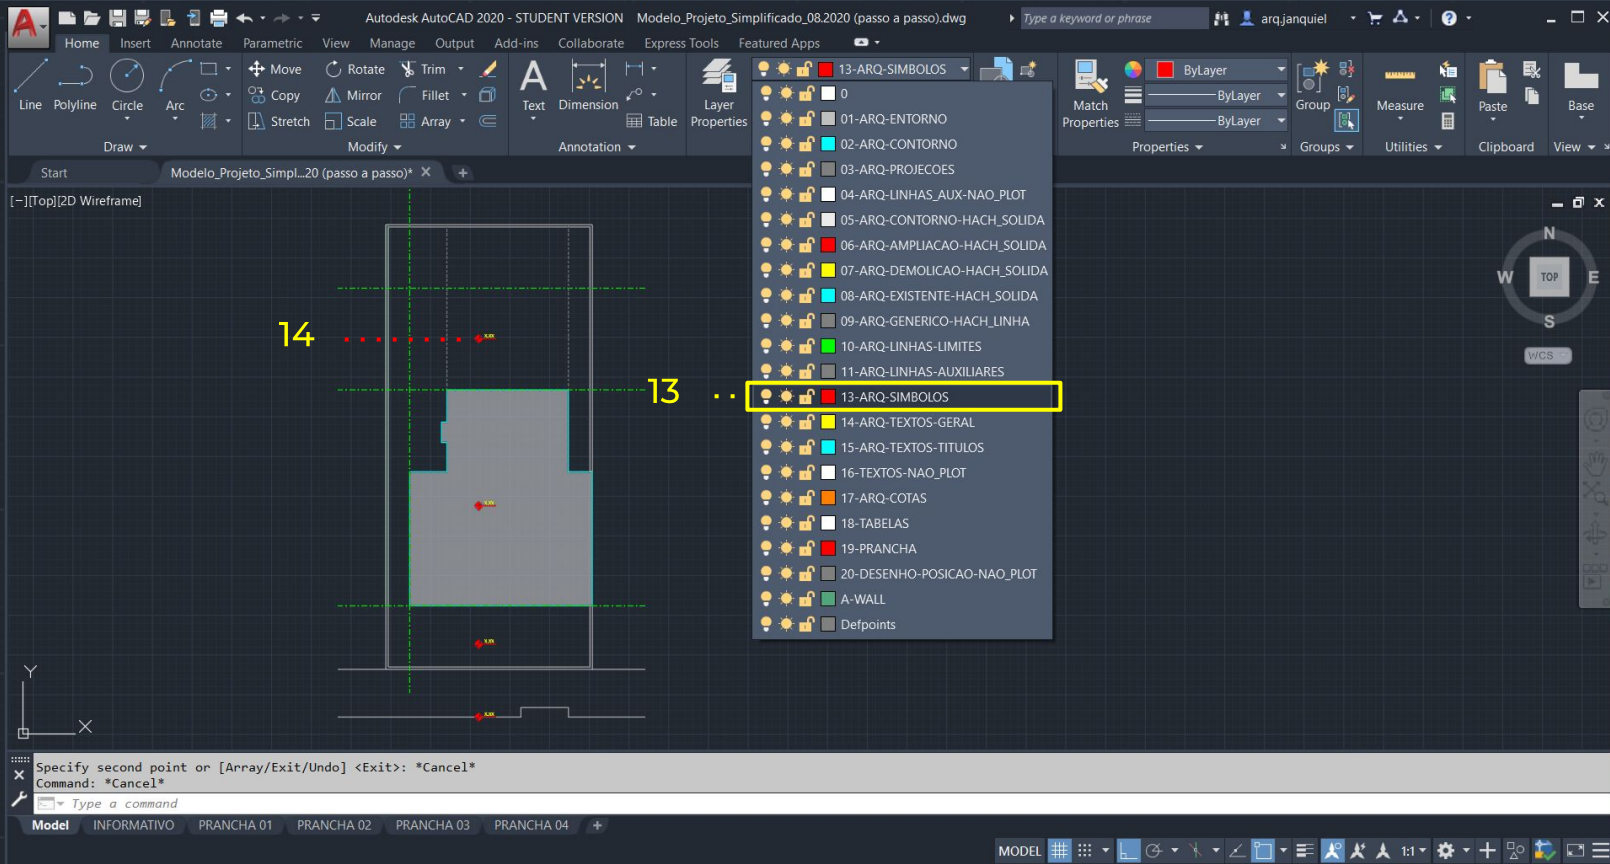 Autodesk AutoCAD 2020 - STUDENT VERSION Modelo_Projeto_Simplificado_08.2020 (passo a passo).dwg
Type a keyword or phrase
arq.janquiel
Home Insert Annotate Parametric View Manage Output Add-ins Collaborate Express Tools Featured Apps
Line Polyline Circle Arc
Draw
Move Rotate Trim
Copy Mirror Fillet
Stretch Scale Array
Modify
Text Dimension
Table
Annotation
Layer
Properties
13-ARQ-SIMBOLOS
Match
Properties
ByLayer
ByLayer
ByLayer
Properties
Group
Groups
Measure
Utilities
Paste
Clipboard
Base
View
Start
Modelo_Projeto_Simpl...20 (passo a passo)*
[−][Top][2D Wireframe]
0
01-ARQ-ENTORNO
02-ARQ-CONTORNO
03-ARQ-PROJECOES
04-ARQ-LINHAS_AUX-NAO_PLOT
05-ARQ-CONTORNO-HACH_SOLIDA
06-ARQ-AMPLIACAO-HACH_SOLIDA
07-ARQ-DEMOLICAO-HACH_SOLIDA
08-ARQ-EXISTENTE-HACH_SOLIDA
09-ARQ-GENERICO-HACH_LINHA
10-ARQ-LINHAS-LIMITES
11-ARQ-LINHAS-AUXILIARES
13-ARQ-SIMBOLOS
14-ARQ-TEXTOS-GERAL
15-ARQ-TEXTOS-TITULOS
16-TEXTOS-NAO_PLOT
17-ARQ-COTAS
18-TABELAS
19-PRANCHA
20-DESENHO-POSICAO-NAO_PLOT
A-WALL
Defpoints
14
13
N
W TOP E
S
WCS
Y
X
Specify second point or [Array/Exit/Undo] <Exit>: *Cancel*
Command: *Cancel*
Type a command
Model INFORMATIVO PRANCHA 01 PRANCHA 02 PRANCHA 03 PRANCHA 04 +
MODEL 1:1